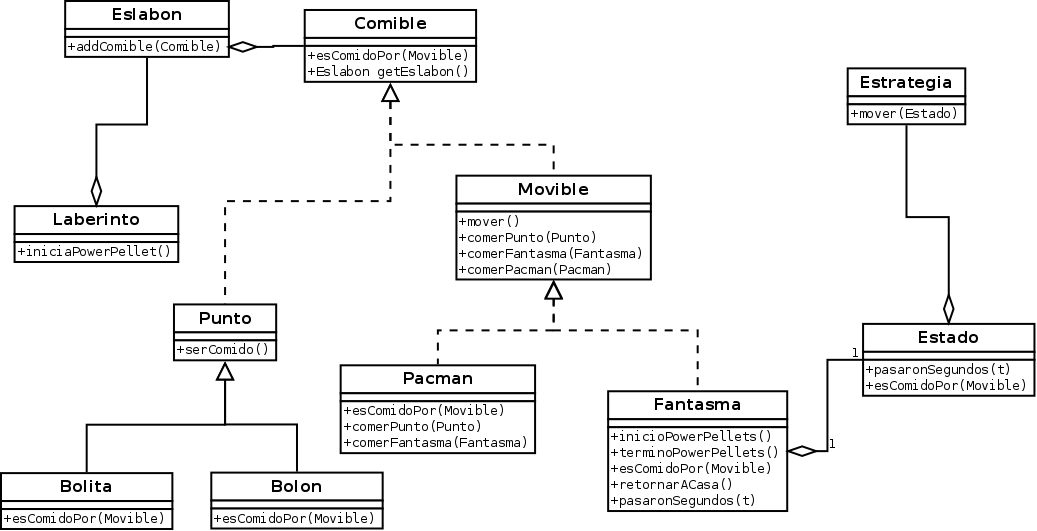 Eslabon
+addComible(Comible)
Comible
+esComidoPor(Movible)
+Eslabon getEslabon()
Estrategia
+mover(Estado)
Laberinto
+iniciaPowerPellet()
Movible
+mover()
+comerPunto(Punto)
+comerFantasma(Fantasma)
+comerPacman(Pacman)
Punto
+serComido()
Estado
+pasaronSegundos(t)
+esComidoPor(Movible)
1
1
Pacman
+esComidoPor(Movible)
+comerPunto(Punto)
+comerFantasma(Fantasma)
Fantasma
+inicioPowerPellets()
+terminoPowerPellets()
+esComidoPor(Movible)
+retornarACasa()
+pasaronSegundos(t)
Bolita
+esComidoPor(Movible)
Bolon
+esComidoPor(Movible)